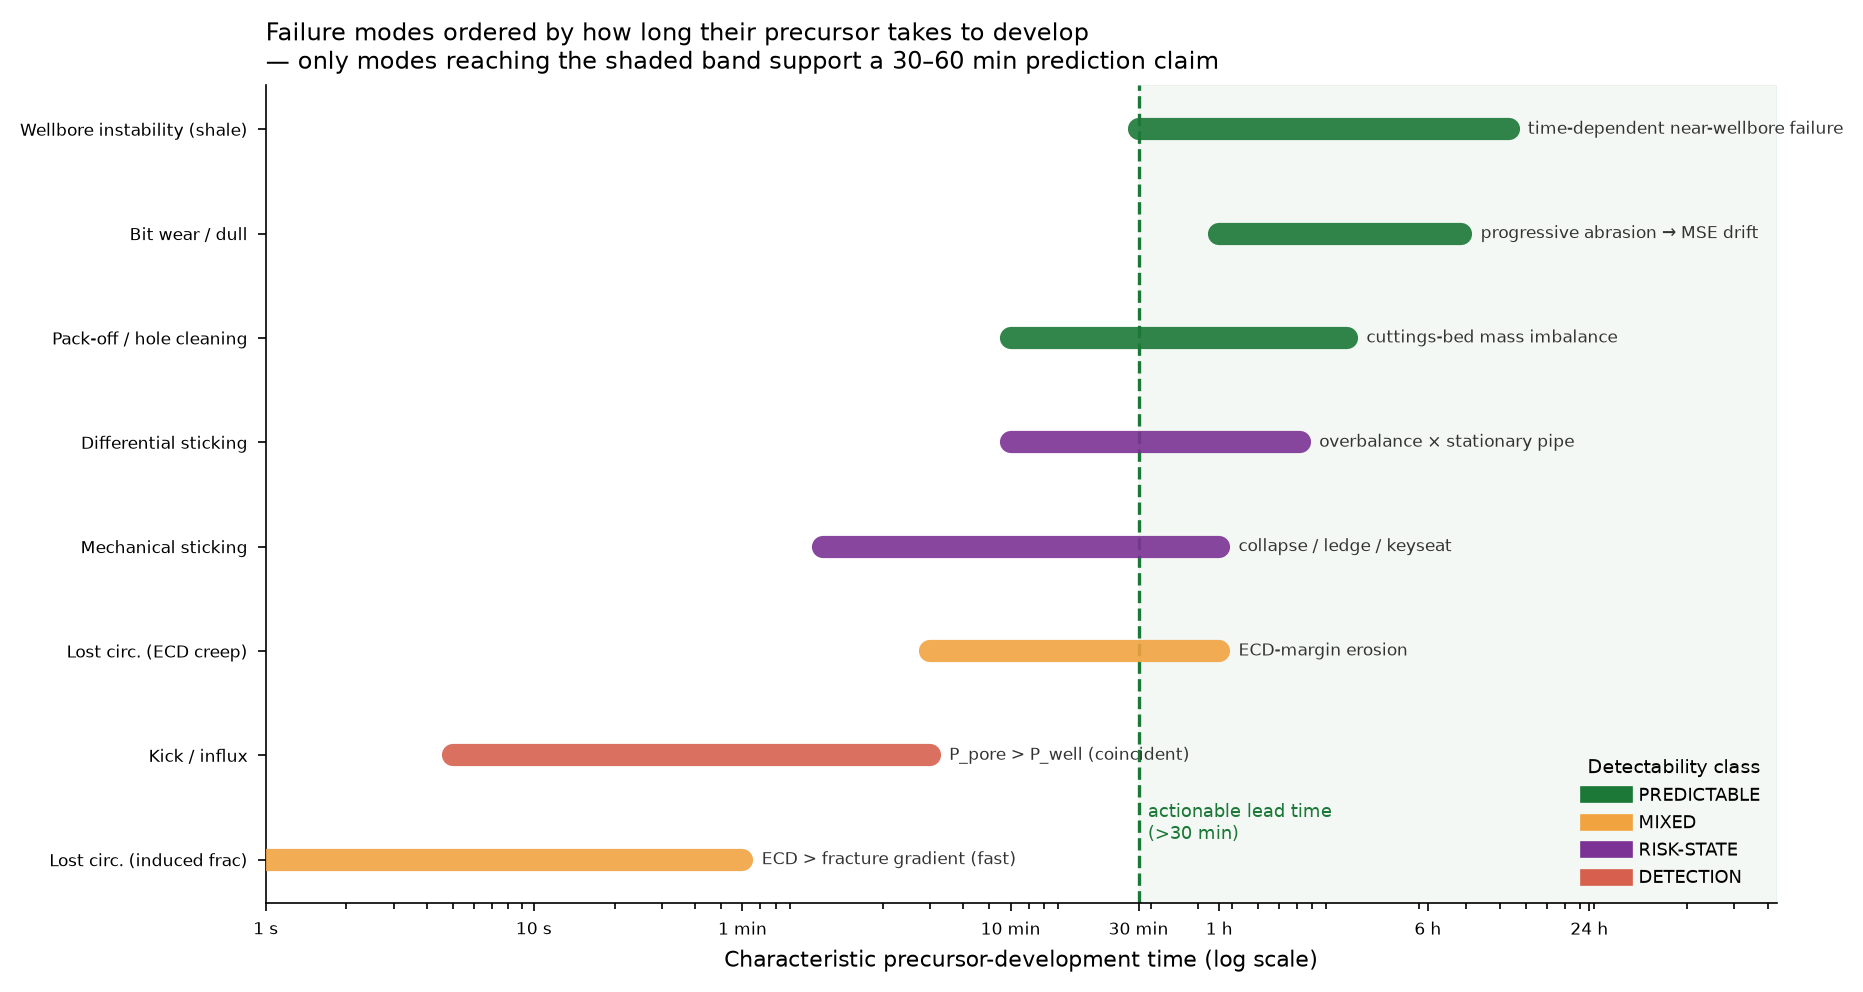 Failure modes ordered by how long their precursor takes to develop
— only modes reaching the shaded band support a 30–60 min prediction claim
Wellbore instability (shale)
time-dependent near-wellbore failure
Bit wear / dull
progressive abrasion → MSE drift
Pack-off / hole cleaning
cuttings-bed mass imbalance
Differential sticking
overbalance × stationary pipe
Mechanical sticking
collapse / ledge / keyseat
Lost circ. (ECD creep)
ECD-margin erosion
Kick / influx
P_pore > P_well (coincident)
actionable lead time
(>30 min)
Lost circ. (induced frac)
ECD > fracture gradient (fast)
Detectability class
PREDICTABLE
MIXED
RISK-STATE
DETECTION
1 s
10 s
1 min
10 min
30 min
1 h
6 h
24 h
Characteristic precursor-development time (log scale)